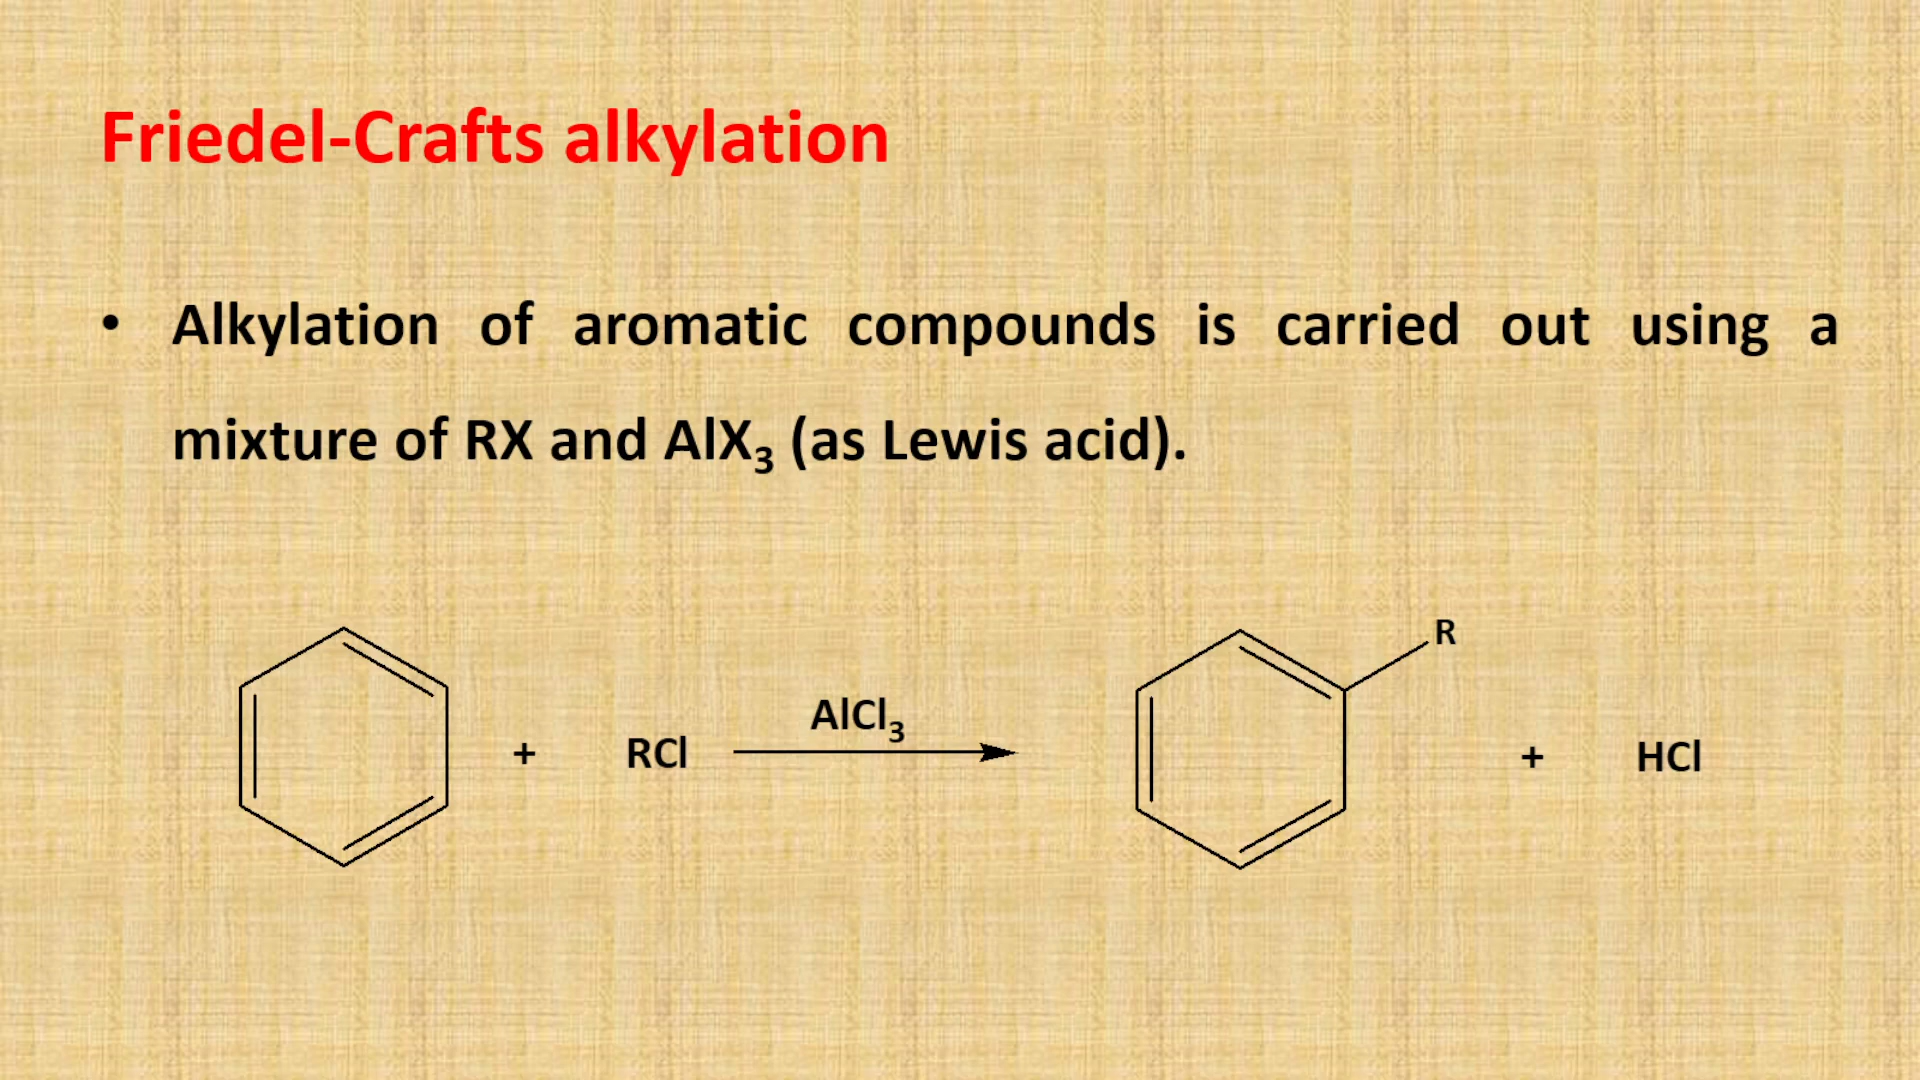 Friedel-Crafts alkylation
• Alkylation of aromatic compounds is carried out using a
mixture of RX and AlX₃ (as Lewis acid).
R
AlCl₃
+ RCl + HCl